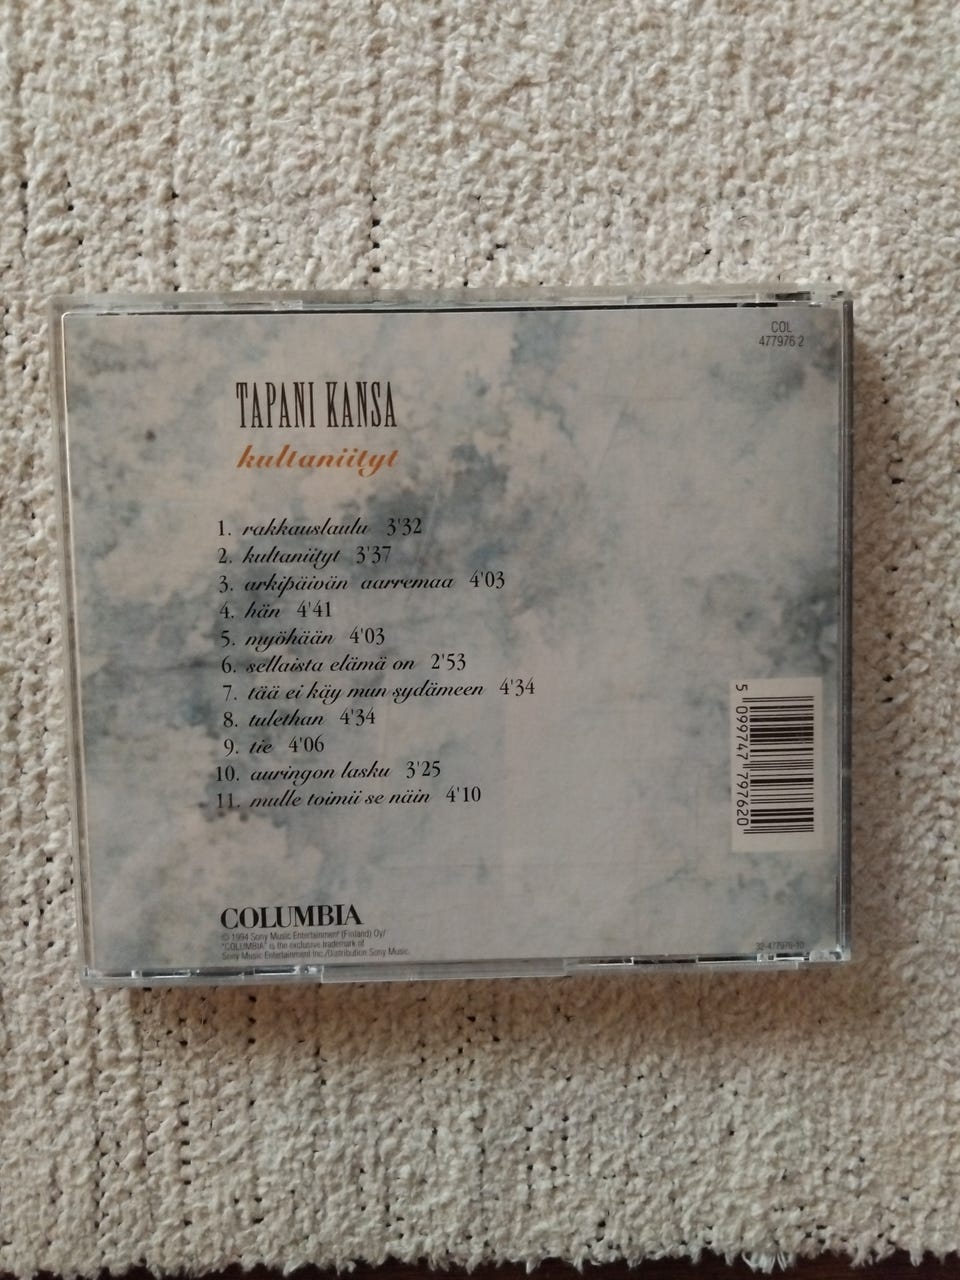 COL
477976 2
TAPANI KANSA
kultaniityt
1. rakkauslaulu 3'32
2. kultaniityt 3'37
3. arkipäivän aarremaa 4'03
4. hän 4'41
5. myöhään 4'03
6. sellaista elämä on 2'53
7. tää ei käy mun sydämeen 4'34
8. tulethan 4'34
9. tie 4'06
10. auringon lasku 3'25
11. mulle toimii se näin 4'10
5 099747 797620
COLUMBIA
© 1994 Sony Music Entertainment (Finland) Oy/
"COLUMBIA" is the exclusive trademark of
Sony Music Entertainment Inc./Distribution Sony Music.
32-477976-10